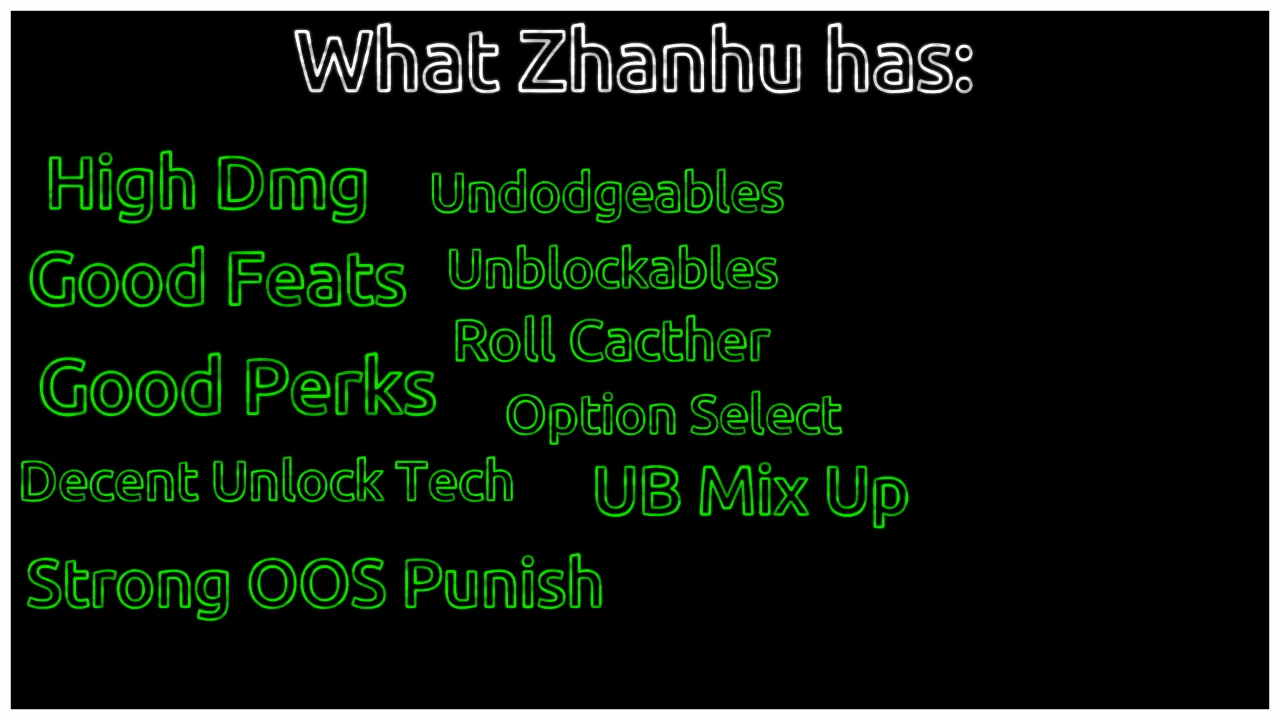 What Zhanhu has:
High Dmg
Good Feats
Good Perks
Decent Unlock Tech
Strong OOS Punish
Undodgeables
Unblockables
Roll Cacther
Option Select
UB Mix Up